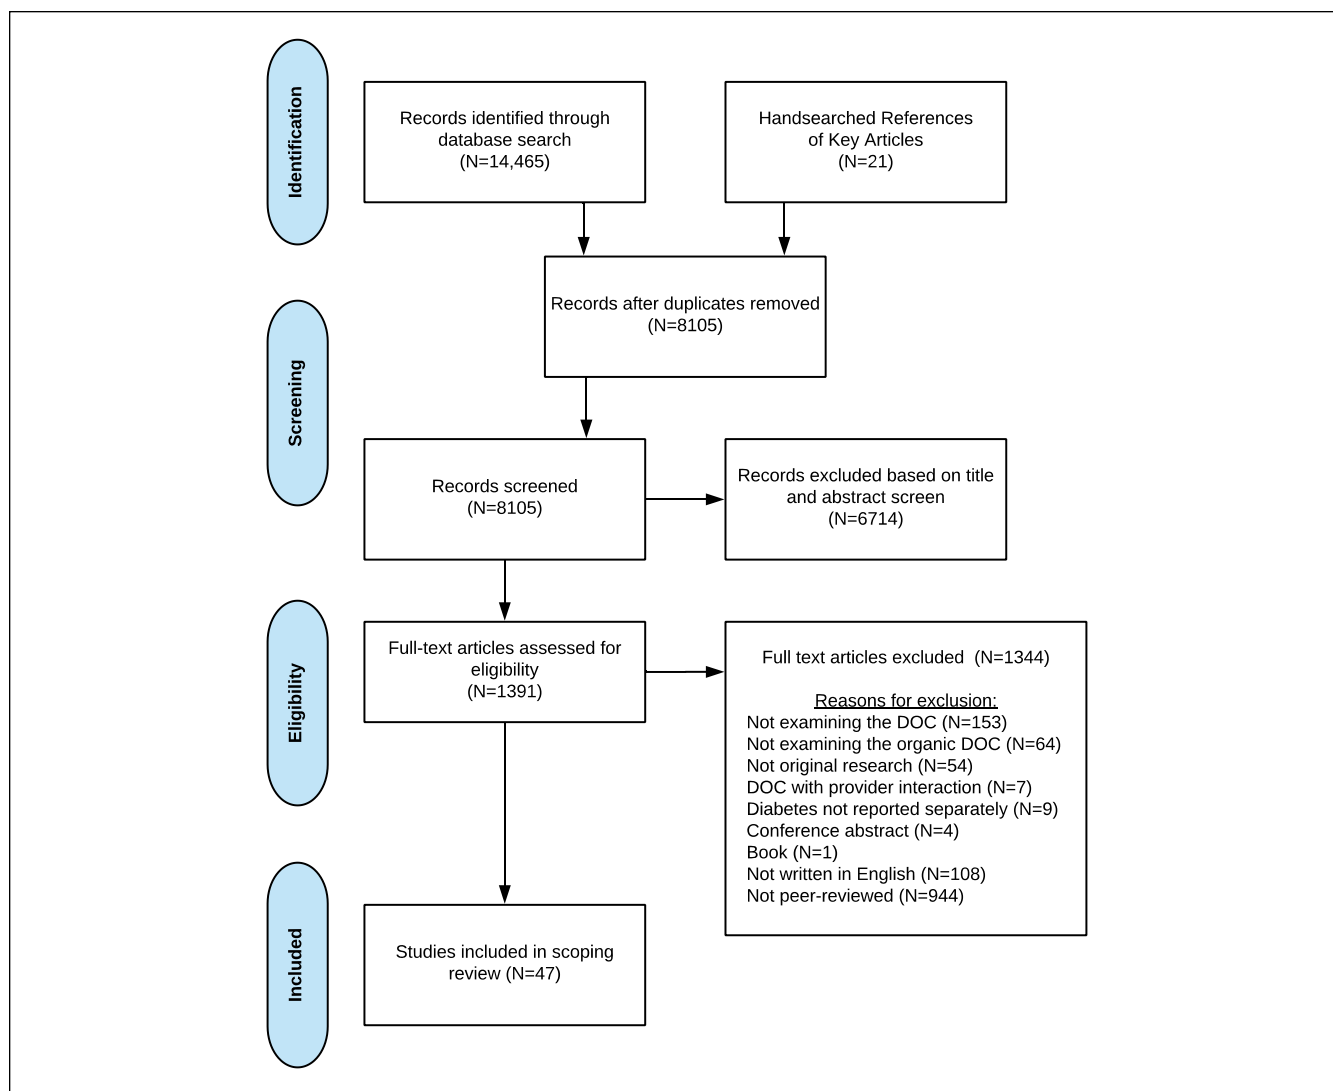 Identification
Records identified through
database search
(N=14,465)
Handsearched References
of Key Articles
(N=21)
Records after duplicates removed
(N=8105)
Screening
Records screened
(N=8105)
Records excluded based on title
and abstract screen
(N=6714)
Eligibility
Full-text articles assessed for
eligibility
(N=1391)
Full text articles excluded  (N=1344)
Reasons for exclusion:
Not examining the DOC (N=153)
Not examining the organic DOC (N=64)
Not original research (N=54)
DOC with provider interaction (N=7)
Diabetes not reported separately (N=9)
Conference abstract (N=4)
Book (N=1)
Not written in English (N=108)
Not peer-reviewed (N=944)
Included
Studies included in scoping
review (N=47)